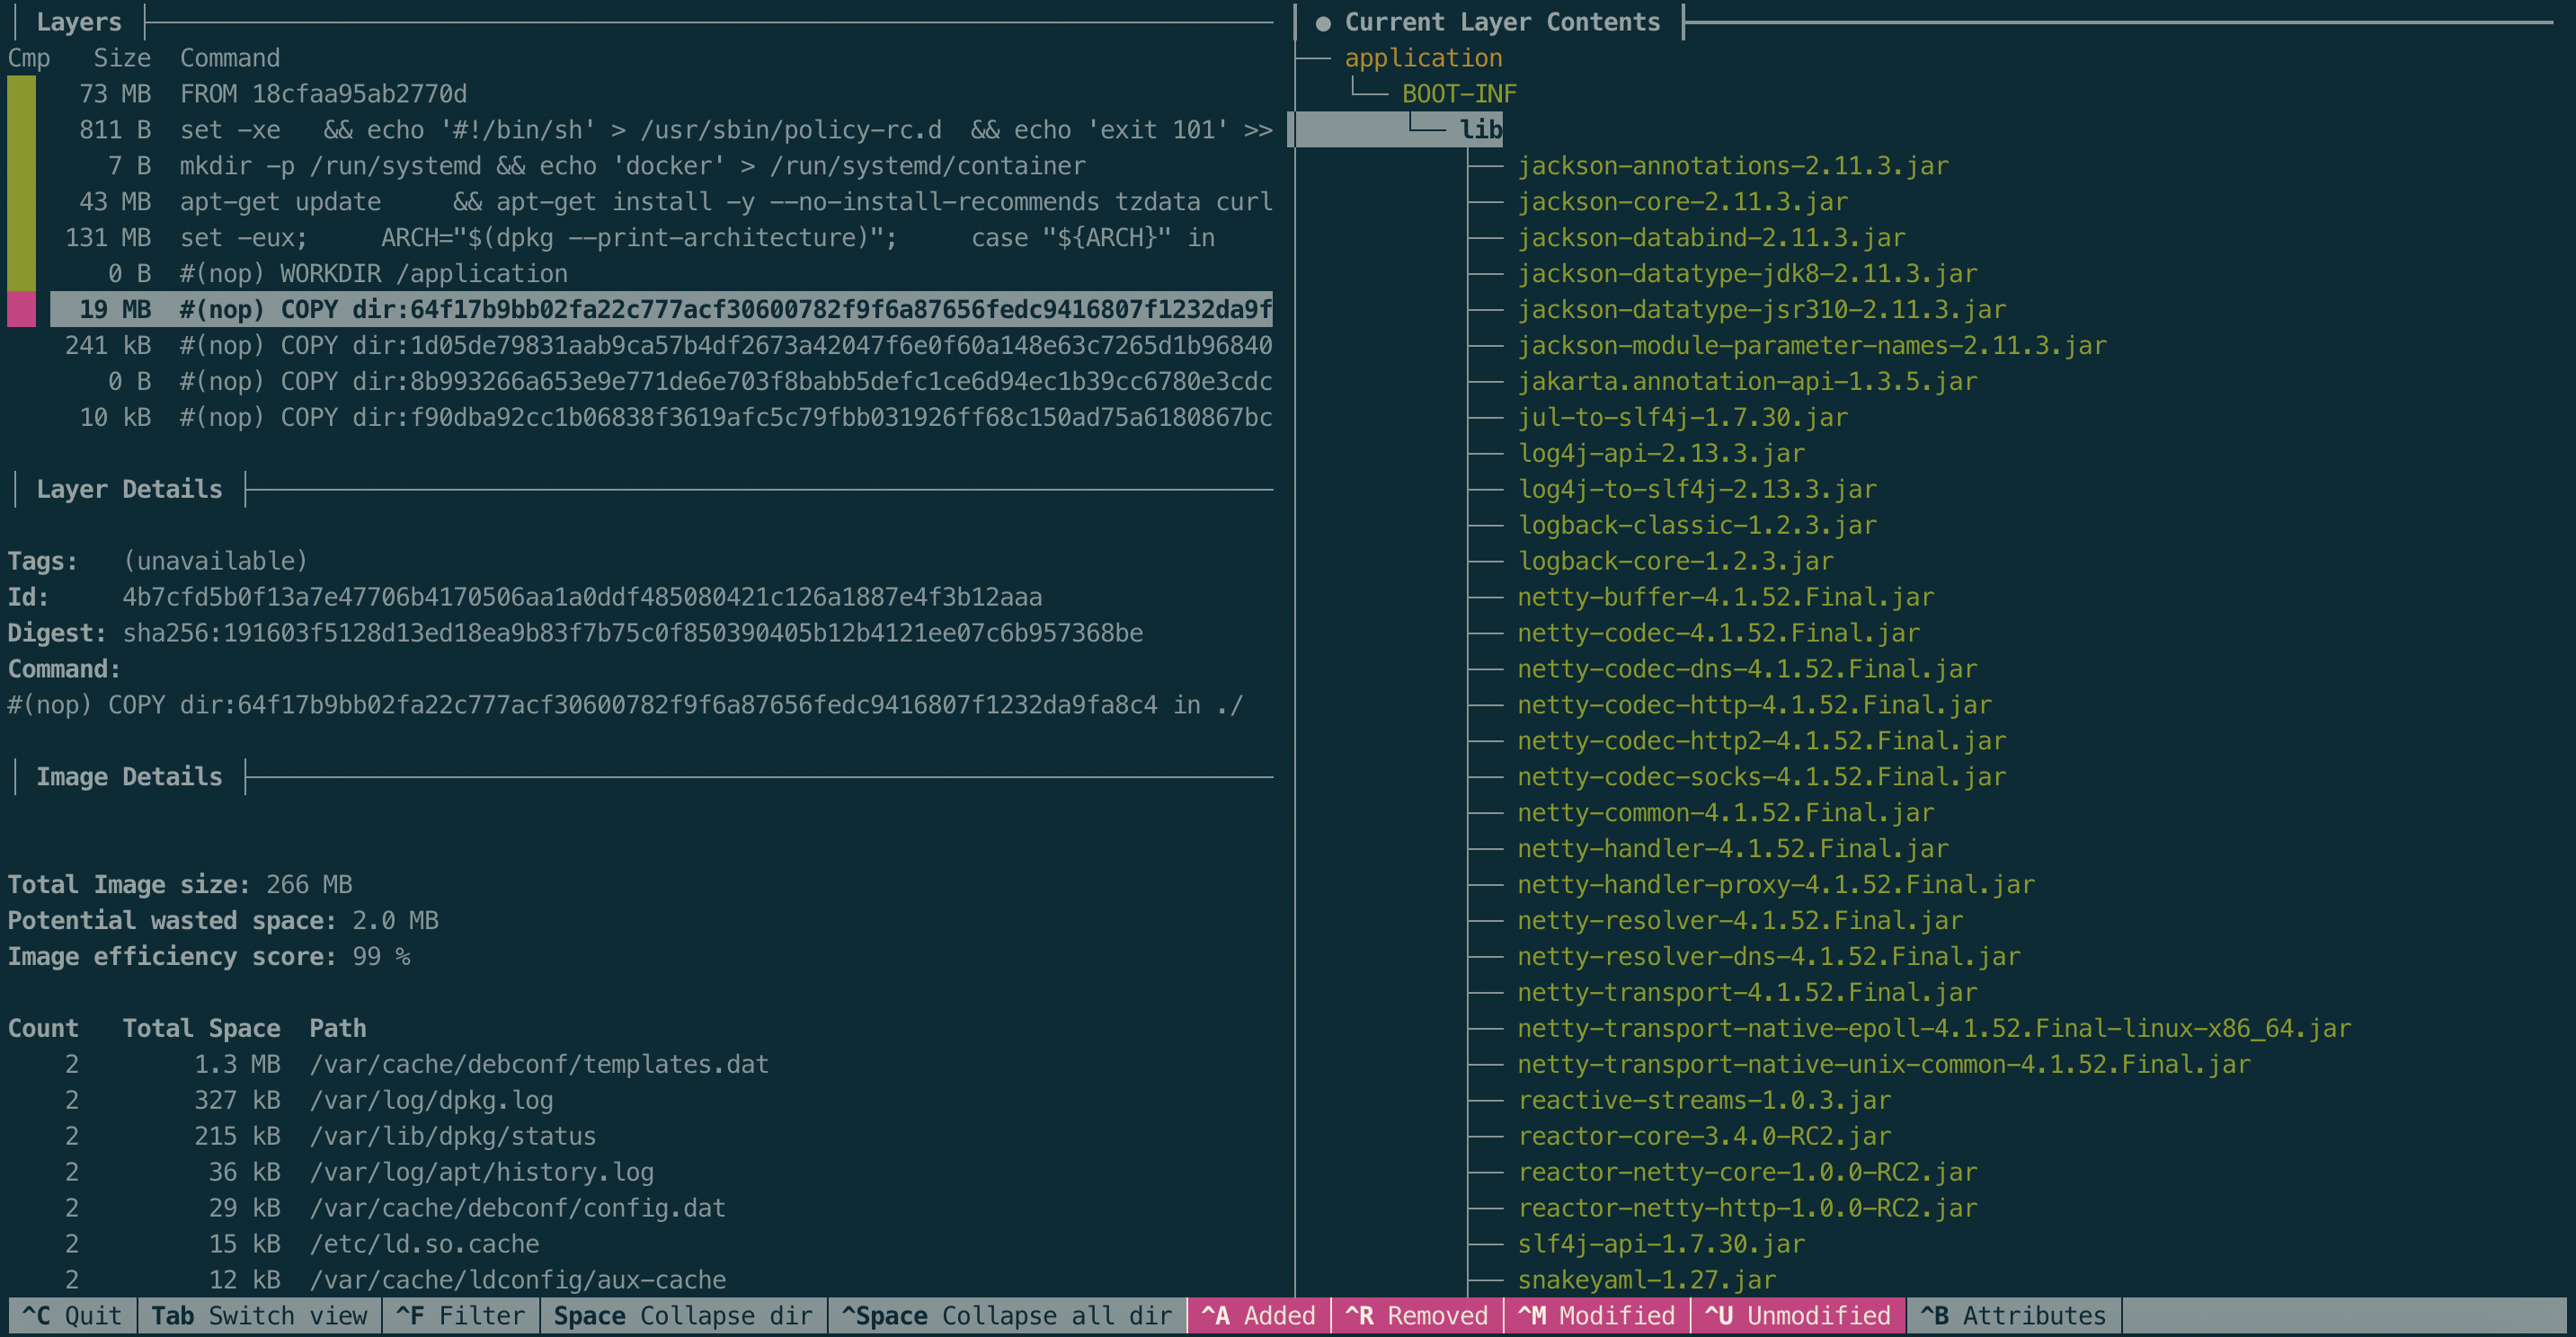 Layers
Cmp Size Command
73 MB FROM 18cfaa95ab2770d
811 B set -xe && echo '#!/bin/sh' > /usr/sbin/policy-rc.d && echo 'exit 101' >>
7 B mkdir -p /run/systemd && echo 'docker' > /run/systemd/container
43 MB apt-get update && apt-get install -y --no-install-recommends tzdata curl
131 MB set -eux; ARCH="$(dpkg --print-architecture)"; case "${ARCH}" in
0 B #(nop) WORKDIR /application
19 MB #(nop) COPY dir:64f17b9bb02fa22c777acf30600782f9f6a87656fedc9416807f1232da9f
241 kB #(nop) COPY dir:1d05de79831aab9ca57b4df2673a42047f6e0f60a148e63c7265d1b96840
0 B #(nop) COPY dir:8b993266a653e9e771de6e703f8babb5defc1ce6d94ec1b39cc6780e3cdc
10 kB #(nop) COPY dir:f90dba92cc1b06838f3619afc5c79fbb031926ff68c150ad75a6180867bc
Layer Details
Tags: (unavailable)
Id: 4b7cfd5b0f13a7e47706b4170506aa1a0ddf485080421c126a1887e4f3b12aaa
Digest: sha256:191603f5128d13ed18ea9b83f7b75c0f850390405b12b4121ee07c6b957368be
Command:
#(nop) COPY dir:64f17b9bb02fa22c777acf30600782f9f6a87656fedc9416807f1232da9fa8c4 in ./
Image Details
Total Image size: 266 MB
Potential wasted space: 2.0 MB
Image efficiency score: 99 %
Count Total Space Path
2 1.3 MB /var/cache/debconf/templates.dat
2 327 kB /var/log/dpkg.log
2 215 kB /var/lib/dpkg/status
2 36 kB /var/log/apt/history.log
2 29 kB /var/cache/debconf/config.dat
2 15 kB /etc/ld.so.cache
2 12 kB /var/cache/ldconfig/aux-cache
● Current Layer Contents
application
BOOT-INF
lib
jackson-annotations-2.11.3.jar
jackson-core-2.11.3.jar
jackson-databind-2.11.3.jar
jackson-datatype-jdk8-2.11.3.jar
jackson-datatype-jsr310-2.11.3.jar
jackson-module-parameter-names-2.11.3.jar
jakarta.annotation-api-1.3.5.jar
jul-to-slf4j-1.7.30.jar
log4j-api-2.13.3.jar
log4j-to-slf4j-2.13.3.jar
logback-classic-1.2.3.jar
logback-core-1.2.3.jar
netty-buffer-4.1.52.Final.jar
netty-codec-4.1.52.Final.jar
netty-codec-dns-4.1.52.Final.jar
netty-codec-http-4.1.52.Final.jar
netty-codec-http2-4.1.52.Final.jar
netty-codec-socks-4.1.52.Final.jar
netty-common-4.1.52.Final.jar
netty-handler-4.1.52.Final.jar
netty-handler-proxy-4.1.52.Final.jar
netty-resolver-4.1.52.Final.jar
netty-resolver-dns-4.1.52.Final.jar
netty-transport-4.1.52.Final.jar
netty-transport-native-epoll-4.1.52.Final-linux-x86_64.jar
netty-transport-native-unix-common-4.1.52.Final.jar
reactive-streams-1.0.3.jar
reactor-core-3.4.0-RC2.jar
reactor-netty-core-1.0.0-RC2.jar
reactor-netty-http-1.0.0-RC2.jar
slf4j-api-1.7.30.jar
snakeyaml-1.27.jar
^C Quit Tab Switch view ^F Filter Space Collapse dir ^Space Collapse all dir ^A Added ^R Removed ^M Modified ^U Unmodified ^B Attributes